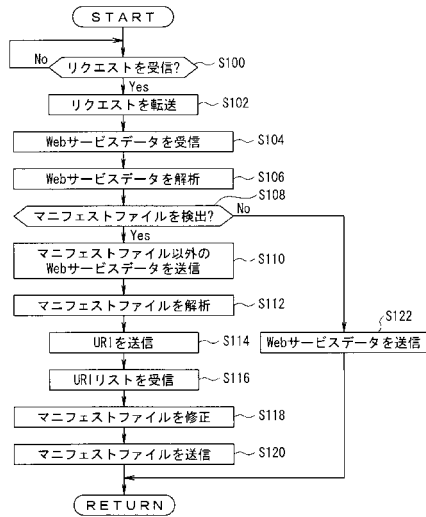 START
No
リクエストを受信?
S100
Yes
リクエストを転送
S102
Webサービスデータを受信
S104
Webサービスデータを解析
S106
S108
マニフェストファイルを検出?
No
Yes
マニフェストファイル以外の
Webサービスデータを送信
S110
マニフェストファイルを解析
S112
S122
URIを送信
S114
Webサービスデータを送信
URIリストを受信
S116
マニフェストファイルを修正
S118
マニフェストファイルを送信
S120
RETURN